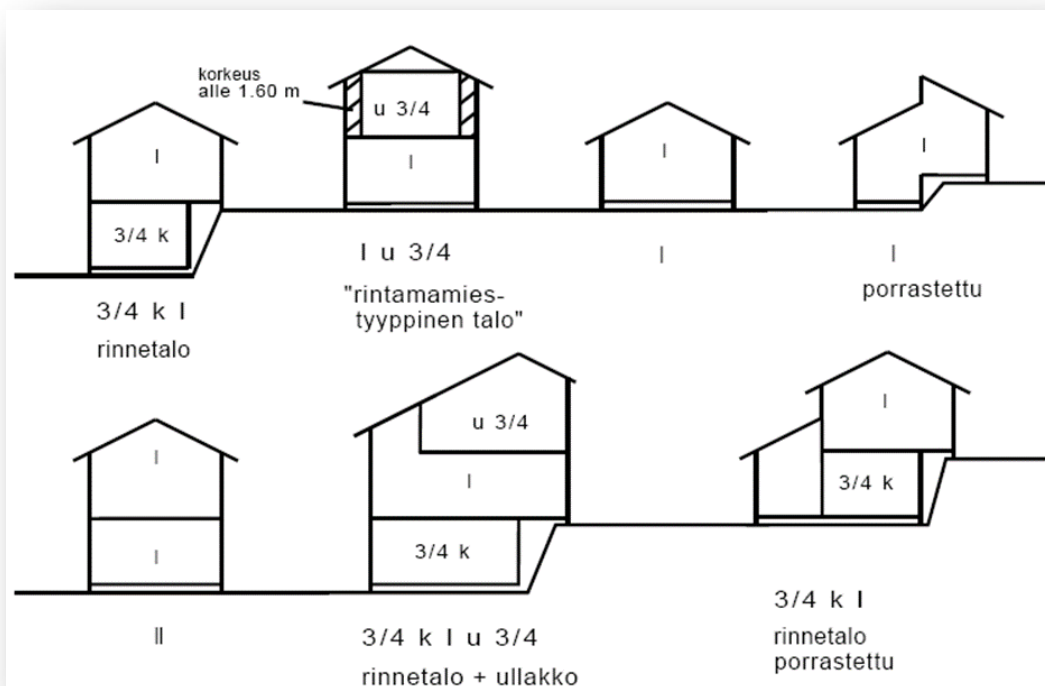 korkeus
alle 1.60 m
u 3/4
I
I
I
I
3/4 k
I u 3/4
I
I
"rintamamies-
tyyppinen talo"
porrastettu
3/4 k I
rinnetalo
I
u 3/4
I
I
I
3/4 k
3/4 k
II
3/4 k I u 3/4
rinnetalo + ullakko
3/4 k I
rinnetalo
porrastettu